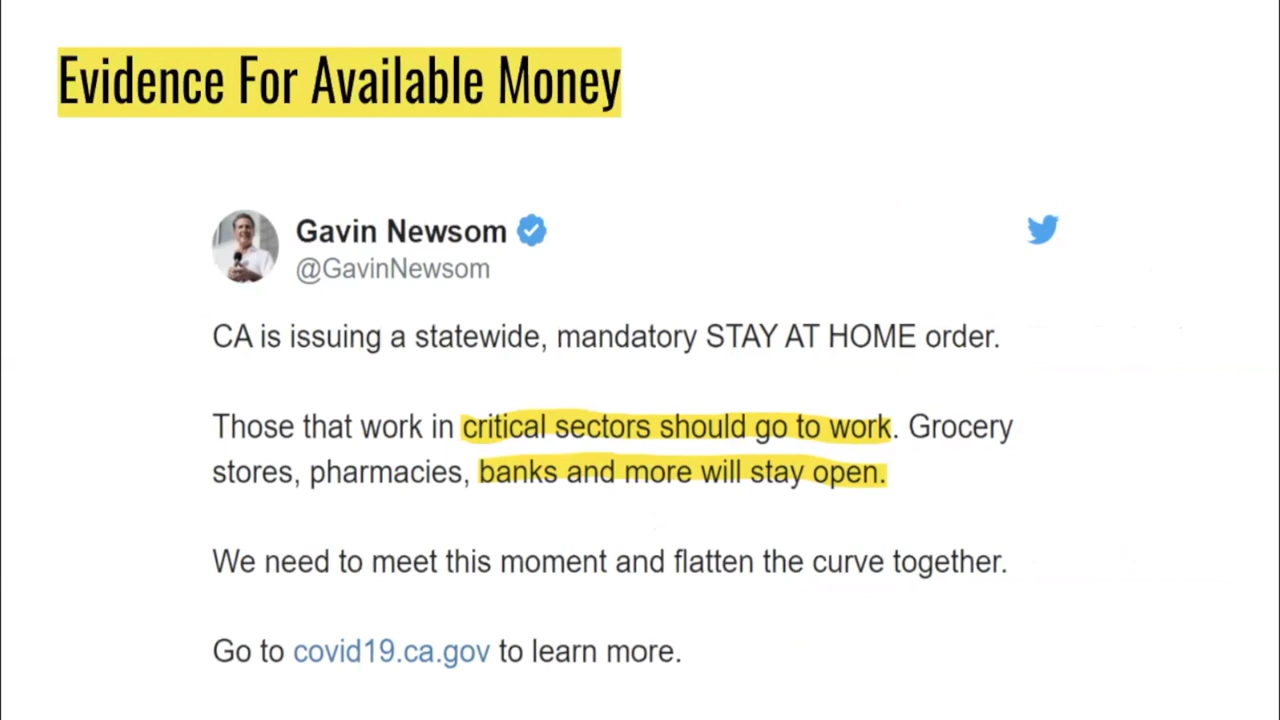 Evidence For Available Money
Gavin Newsom
@GavinNewsom
CA is issuing a statewide, mandatory STAY AT HOME order.
Those that work in critical sectors should go to work. Grocery
stores, pharmacies, banks and more will stay open.
We need to meet this moment and flatten the curve together.
Go to covid19.ca.gov to learn more.